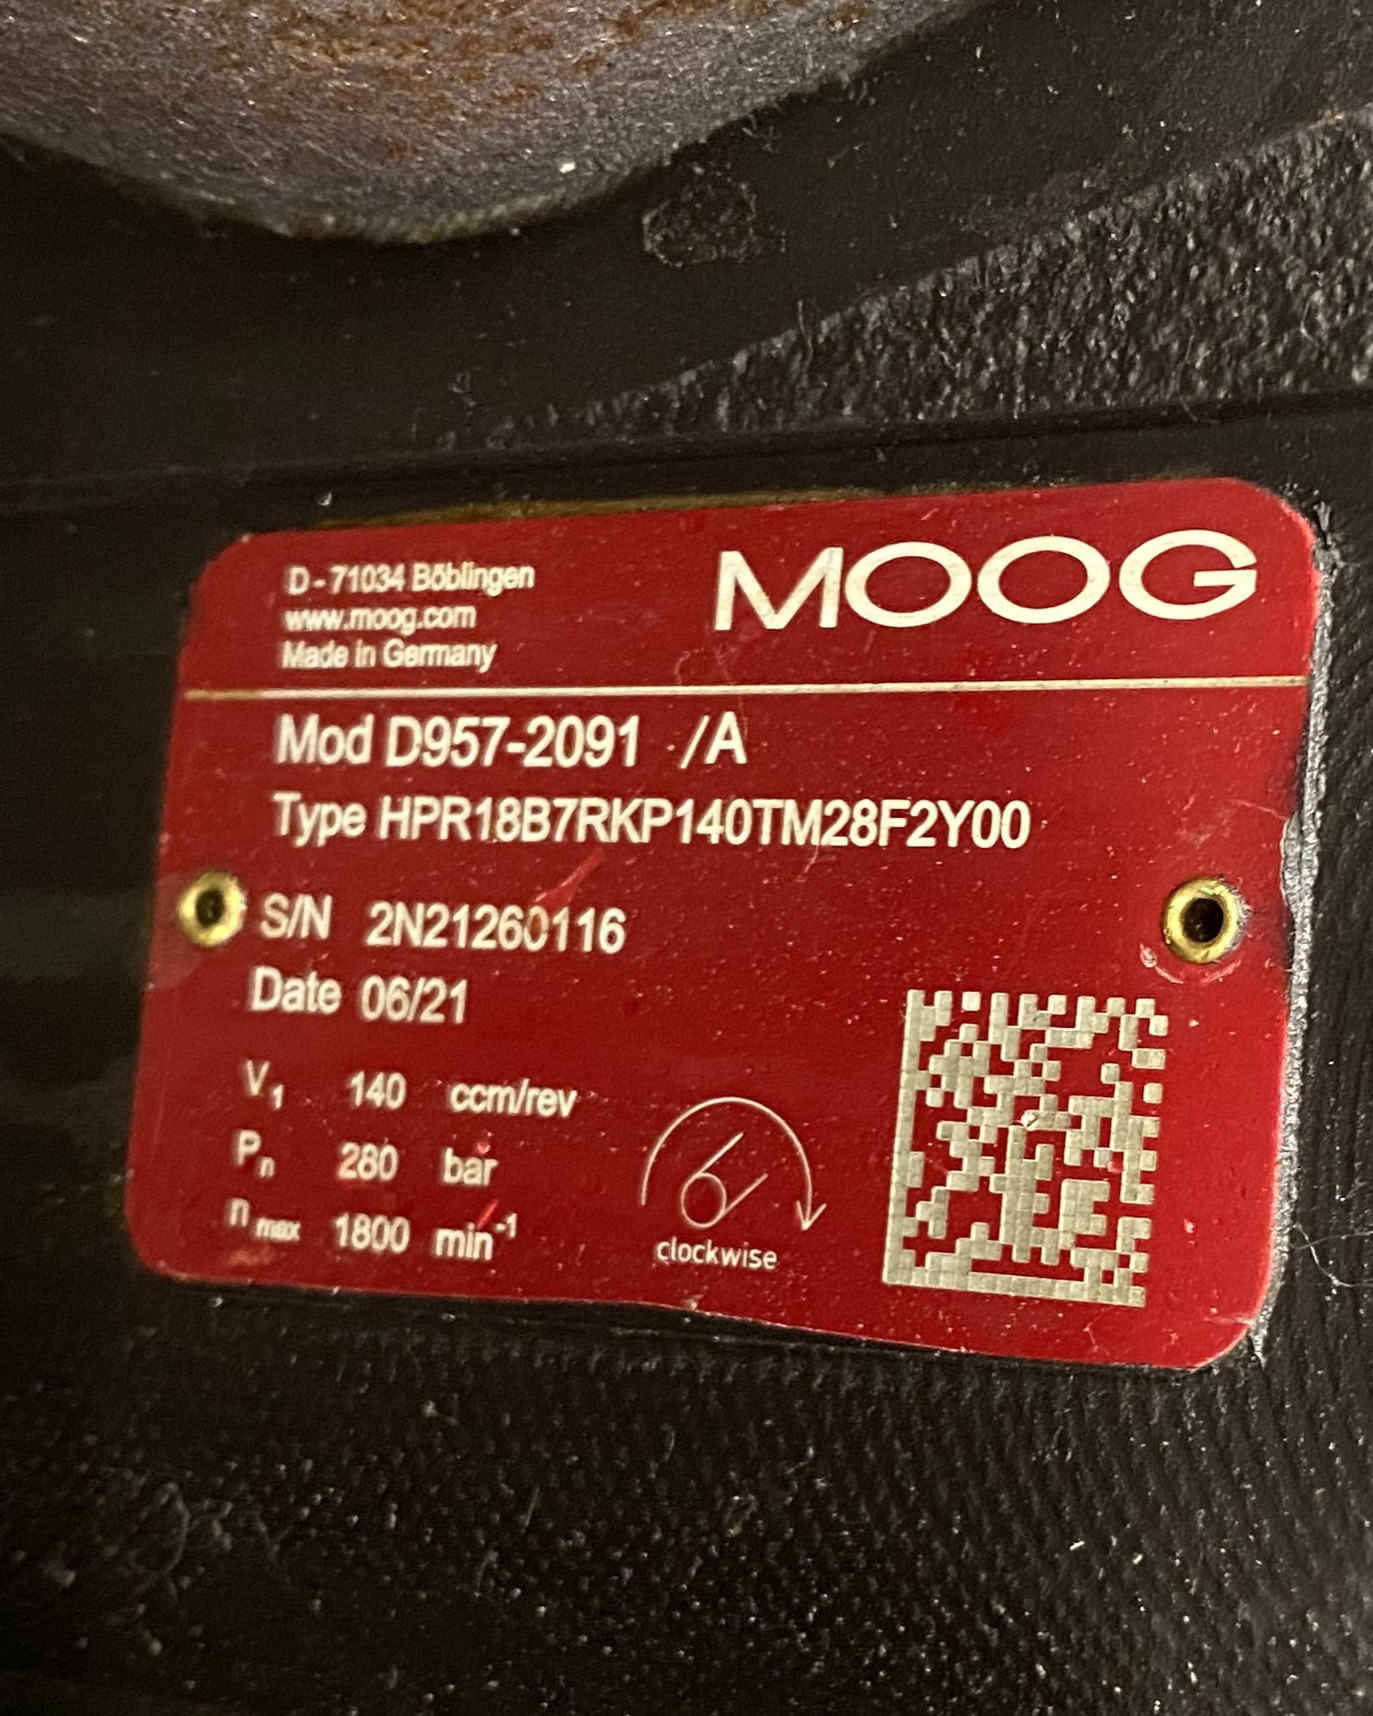 D-71034 Böblingen
www.moog.com
Made in Germany
MOOG
Mod D957-2091 /A
Type HPR18B7RKP140TM28F2Y00
S/N 2N21260116
Date 06/21
V1 140 ccm/rev
Pn 280 bar
n max 1800 min-1
clockwise